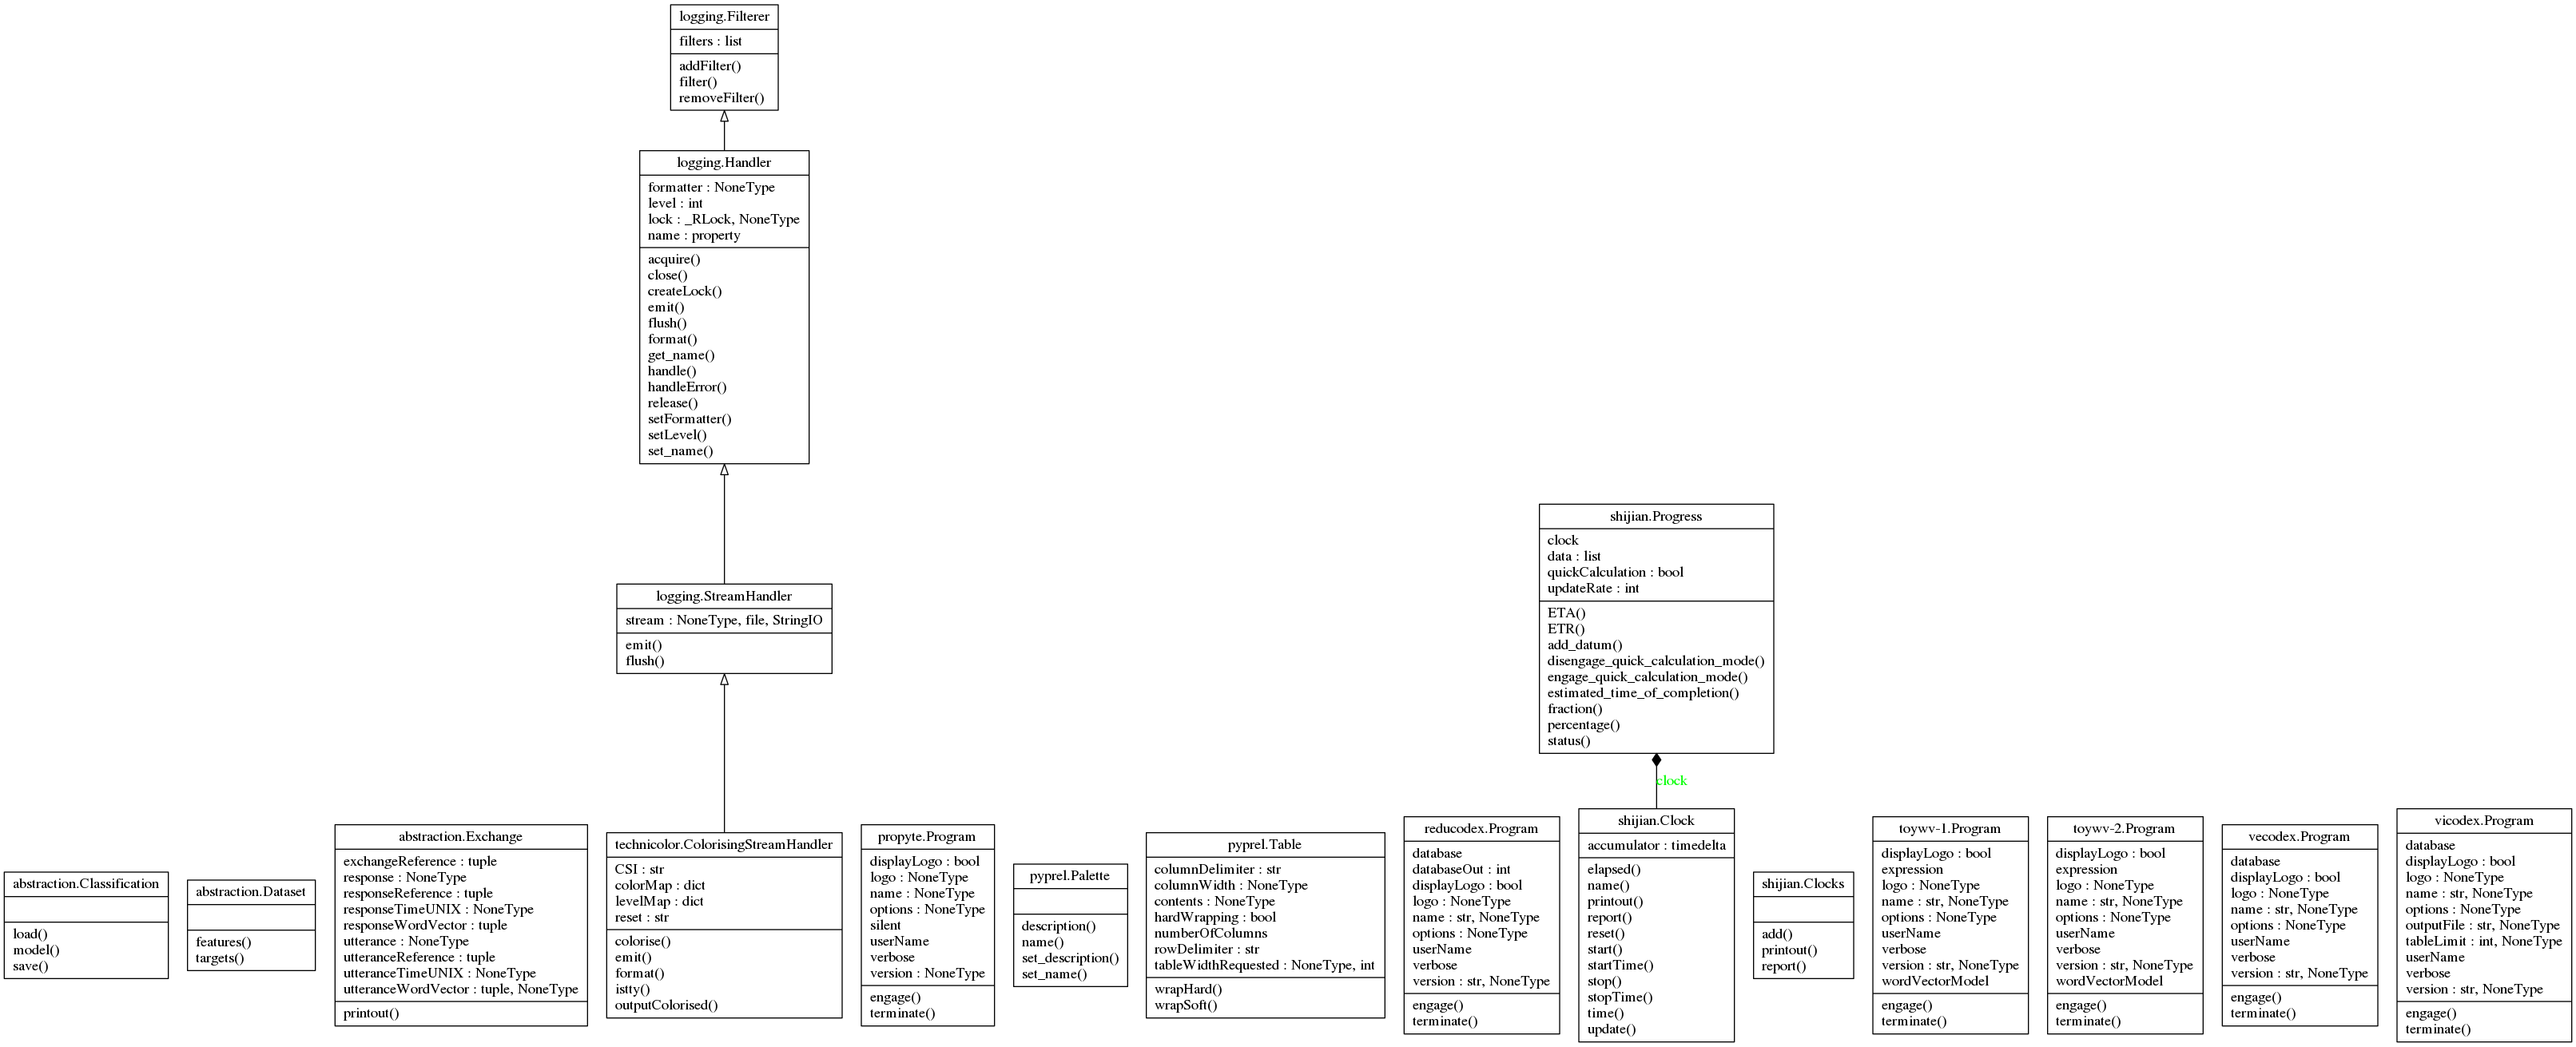 logging.Filterer
filters : list
addFilter()
filter()
removeFilter()
logging.Handler
formatter : NoneType
level : int
lock : _RLock, NoneType
name : property
acquire()
close()
createLock()
emit()
flush()
format()
get_name()
handle()
handleError()
release()
setFormatter()
setLevel()
set_name()
logging.StreamHandler
stream : NoneType, file, StringIO
emit()
flush()
shijian.Progress
clock
data : list
quickCalculation : bool
updateRate : int
ETA()
ETR()
add_datum()
disengage_quick_calculation_mode()
engage_quick_calculation_mode()
estimated_time_of_completion()
fraction()
percentage()
status()
clock
abstraction.Classification
load()
model()
save()
abstraction.Dataset
features()
targets()
abstraction.Exchange
exchangeReference : tuple
response : NoneType
responseReference : tuple
responseTimeUNIX : NoneType
responseWordVector : tuple
utterance : NoneType
utteranceReference : tuple
utteranceTimeUNIX : NoneType
utteranceWordVector : tuple, NoneType
printout()
technicolor.ColorisingStreamHandler
CSI : str
colorMap : dict
levelMap : dict
reset : str
colorise()
emit()
format()
istty()
outputColorised()
propyte.Program
displayLogo : bool
logo : NoneType
name : NoneType
options : NoneType
silent
userName
verbose
version : NoneType
engage()
terminate()
pyprel.Palette
description()
name()
set_description()
set_name()
pyprel.Table
columnDelimiter : str
columnWidth : NoneType
contents : NoneType
hardWrapping : bool
numberOfColumns
rowDelimiter : str
tableWidthRequested : NoneType, int
wrapHard()
wrapSoft()
reducodex.Program
database
databaseOut : int
displayLogo : bool
logo : NoneType
name : str, NoneType
options : NoneType
userName
verbose
version : str, NoneType
engage()
terminate()
shijian.Clock
accumulator : timedelta
elapsed()
name()
printout()
report()
reset()
start()
startTime()
stop()
stopTime()
time()
update()
shijian.Clocks
add()
printout()
report()
toywv-1.Program
displayLogo : bool
expression
logo : NoneType
name : str, NoneType
options : NoneType
userName
verbose
version : str, NoneType
wordVectorModel
engage()
terminate()
toywv-2.Program
displayLogo : bool
expression
logo : NoneType
name : str, NoneType
options : NoneType
userName
verbose
version : str, NoneType
wordVectorModel
engage()
terminate()
vecodex.Program
database
displayLogo : bool
logo : NoneType
name : str, NoneType
options : NoneType
userName
verbose
version : str, NoneType
engage()
terminate()
vicodex.Program
database
displayLogo : bool
logo : NoneType
name : str, NoneType
options : NoneType
outputFile : str, NoneType
tableLimit : int, NoneType
userName
verbose
version : str, NoneType
engage()
terminate()